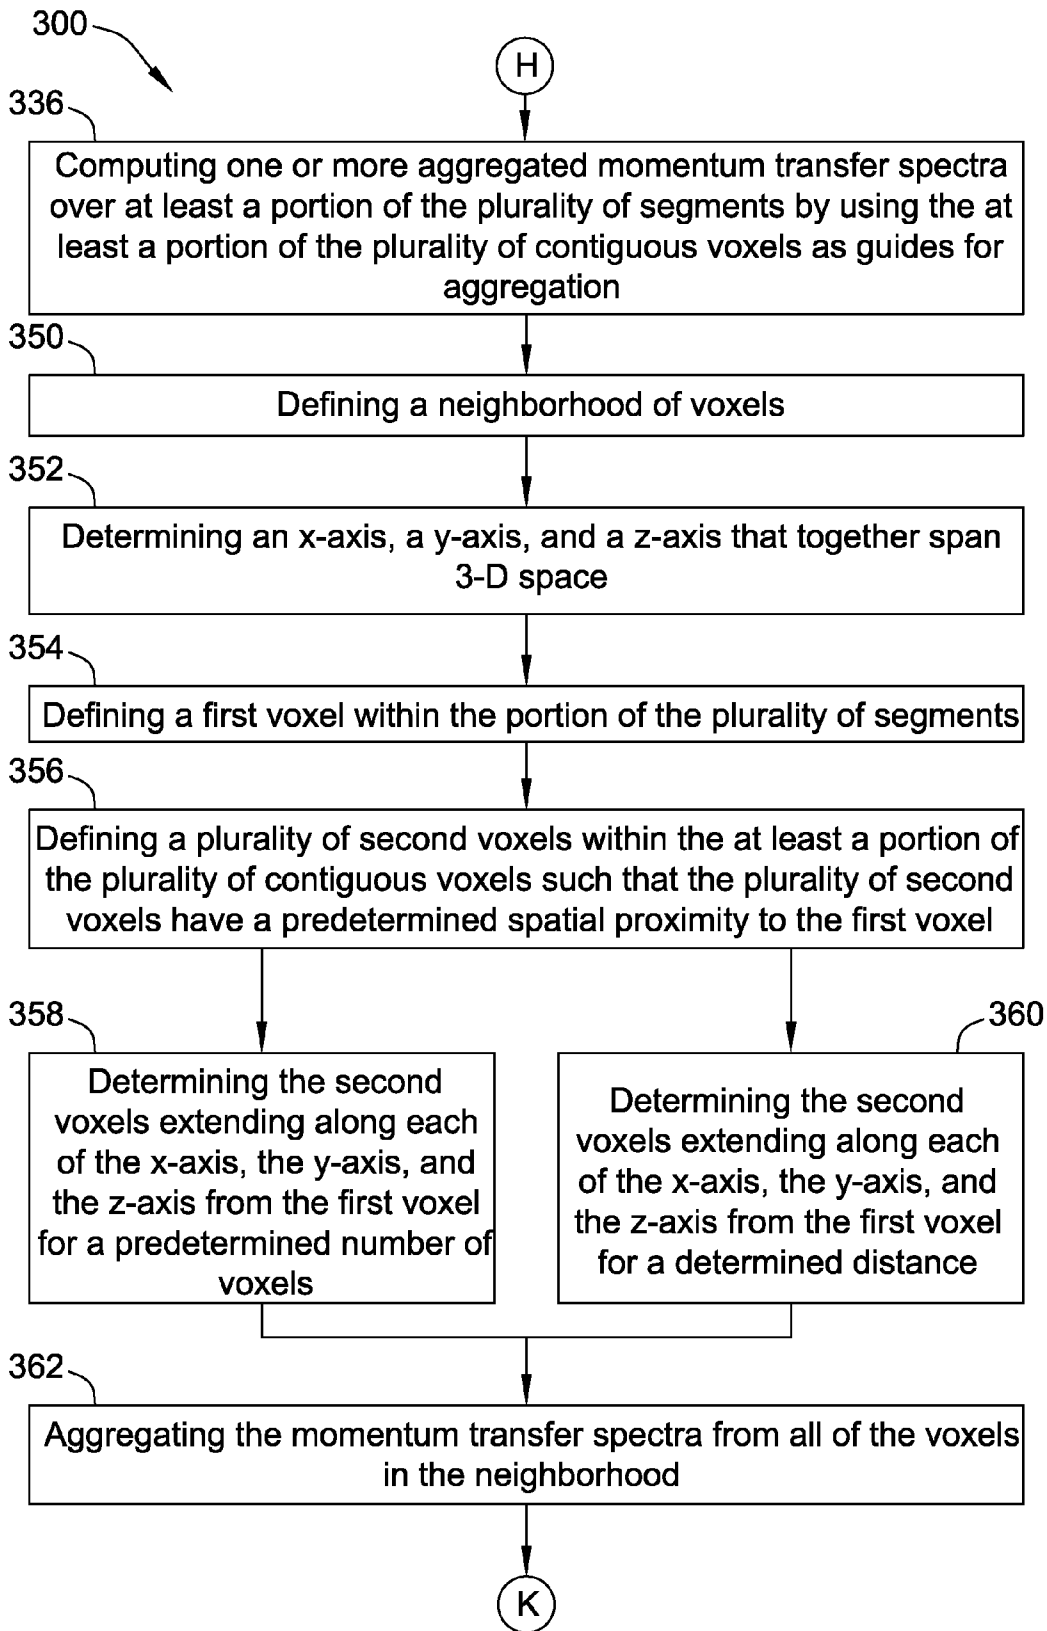 300
H
336
Computing one or more aggregated momentum transfer spectra
over at least a portion of the plurality of segments by using the at
least a portion of the plurality of contiguous voxels as guides for
aggregation
350
Defining a neighborhood of voxels
352
Determining an x-axis, a y-axis, and a z-axis that together span
3-D space
354
Defining a first voxel within the portion of the plurality of segments
356
Defining a plurality of second voxels within the at least a portion of
the plurality of contiguous voxels such that the plurality of second
voxels have a predetermined spatial proximity to the first voxel
358
Determining the second
voxels extending along each
of the x-axis, the y-axis, and
the z-axis from the first voxel
for a predetermined number of
voxels
360
Determining the second
voxels extending along each
of the x-axis, the y-axis, and
the z-axis from the first voxel
for a determined distance
362
Aggregating the momentum transfer spectra from all of the voxels
in the neighborhood
K